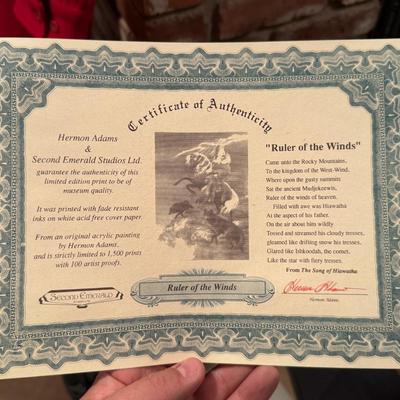 Certificate of Authenticity
Hermon Adams
&
Second Emerald Studios Ltd.
guarantee the authenticity of this
limited edition print to be of
museum quality.
It was printed with fade resistant
inks on white acid free cover paper.
From an original acrylic painting
by Hermon Adams,
and is strictly limited to 1,500 prints
with 100 artist proofs.
SECOND EMERALD
"Ruler of the Winds"
Came unto the Rocky Mountains,
To the kingdom of the West-Wind,
Where upon the gusty summits
Sat the ancient Mudjekeewis,
Ruler of the winds of heaven.
Filled with awe was Hiawatha
At the aspect of his father.
On the air about him wildly
Tossed and streamed his cloudy tresses,
gleamed like drifting snow his tresses,
Glared like Ishkoodah, the comet,
Like the star with fiery tresses.
From The Song of Hiawatha
Hermon Adams
Hermon Adams
Ruler of the Winds